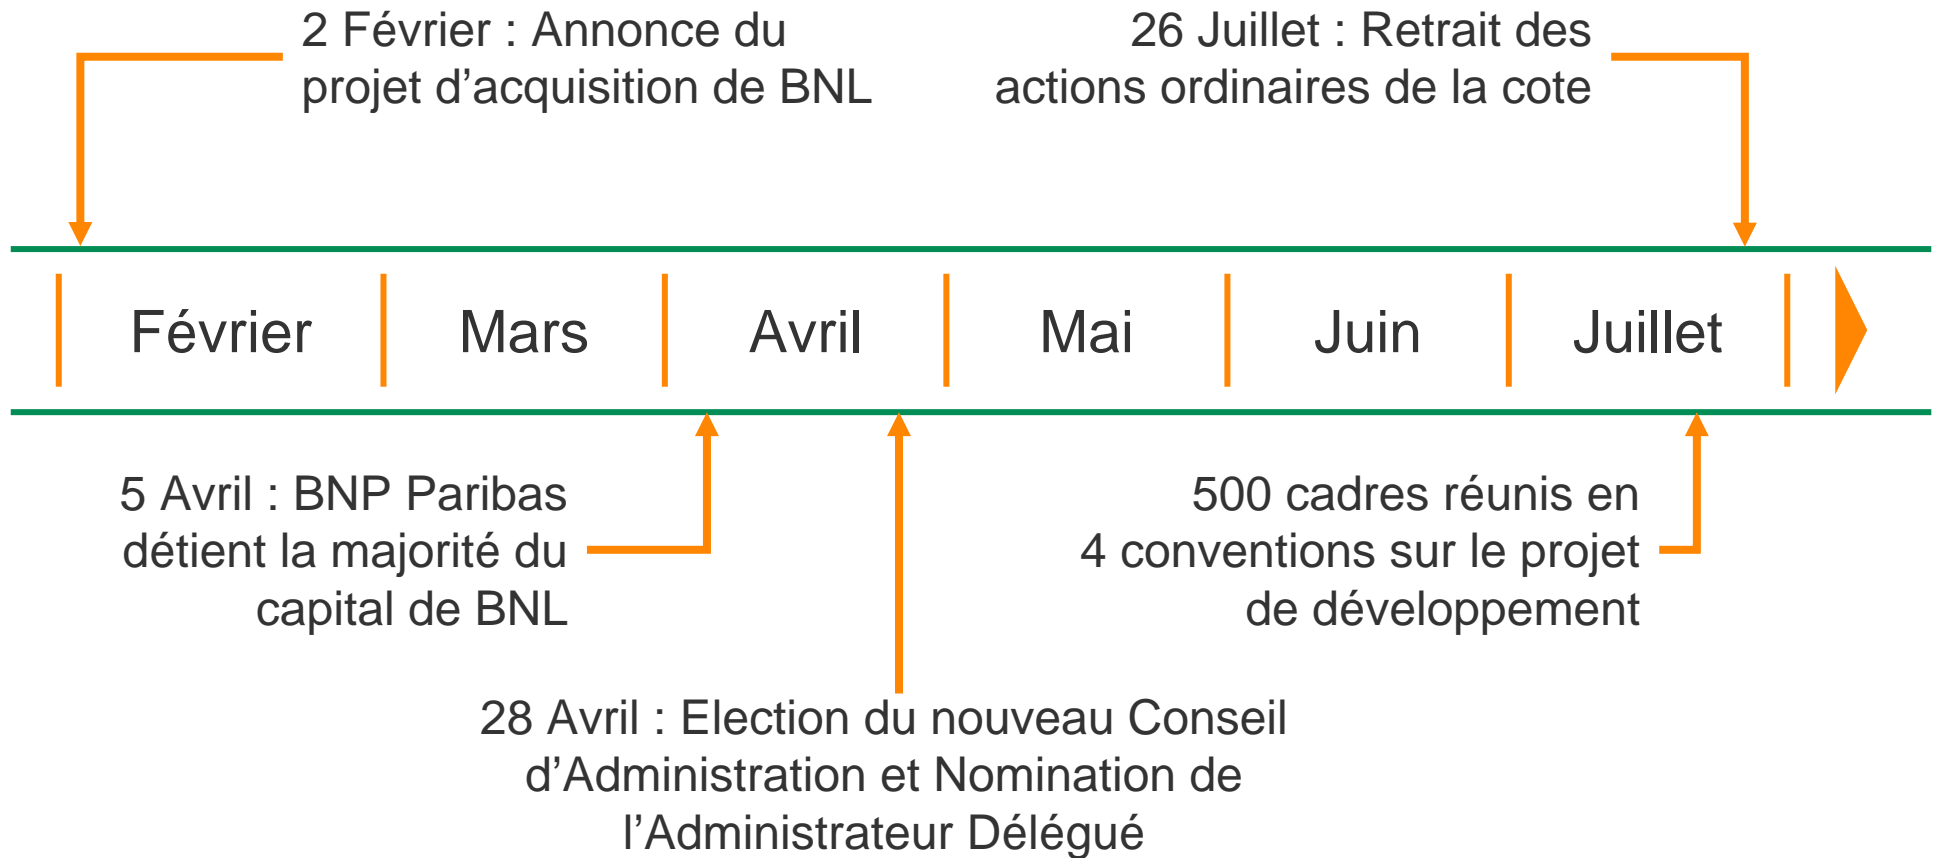 2 Février : Annonce du
projet d’acquisition de BNL
26 Juillet : Retrait des
actions ordinaires de la cote
Février
Mars
Avril
Mai
Juin
Juillet
5 Avril : BNP Paribas
détient la majorité du
capital de BNL
500 cadres réunis en
4 conventions sur le projet
de développement
28 Avril : Election du nouveau Conseil
d’Administration et Nomination de
l’Administrateur Délégué